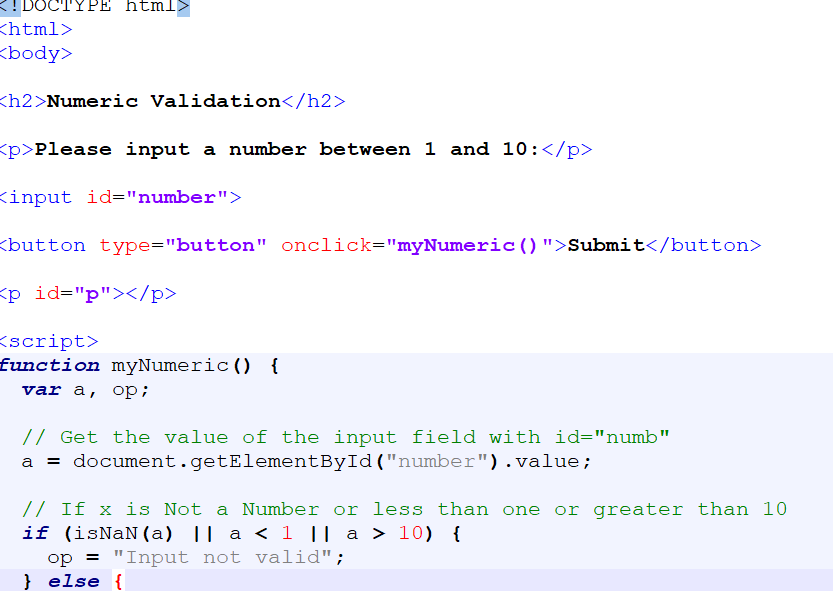 <!DOCTYPE html>
<html>
<body>
<h2>Numeric Validation</h2>
<p>Please input a number between 1 and 10:</p>
<input id="number">
<button type="button" onclick="myNumeric()">Submit</button>
<p id="p"></p>
<script>
function myNumeric() {
  var a, op;
  // Get the value of the input field with id="numb"
  a = document.getElementById("number").value;
  // If x is Not a Number or less than one or greater than 10
  if (isNaN(a) || a < 1 || a > 10) {
    op = "Input not valid";
  } else {